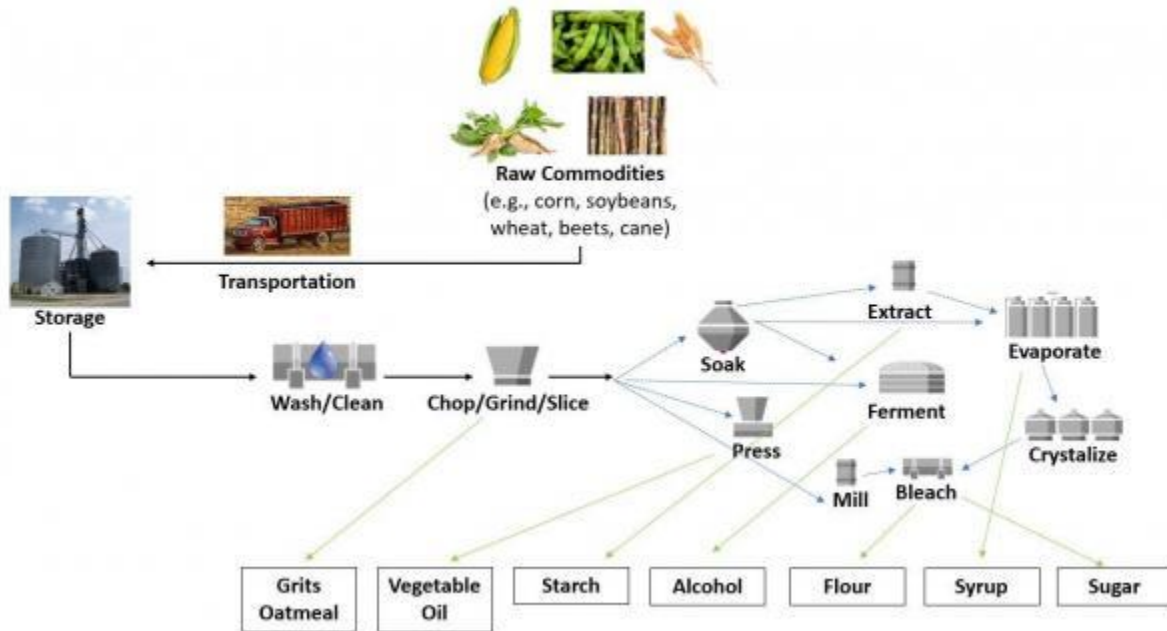 Raw Commodities
(e.g., corn, soybeans,
wheat, beets, cane)
Transportation
Storage
Wash/Clean
Chop/Grind/Slice
Soak
Extract
Evaporate
Ferment
Press
Crystalize
Mill
Bleach
Grits
Oatmeal
Vegetable
Oil
Starch
Alcohol
Flour
Syrup
Sugar